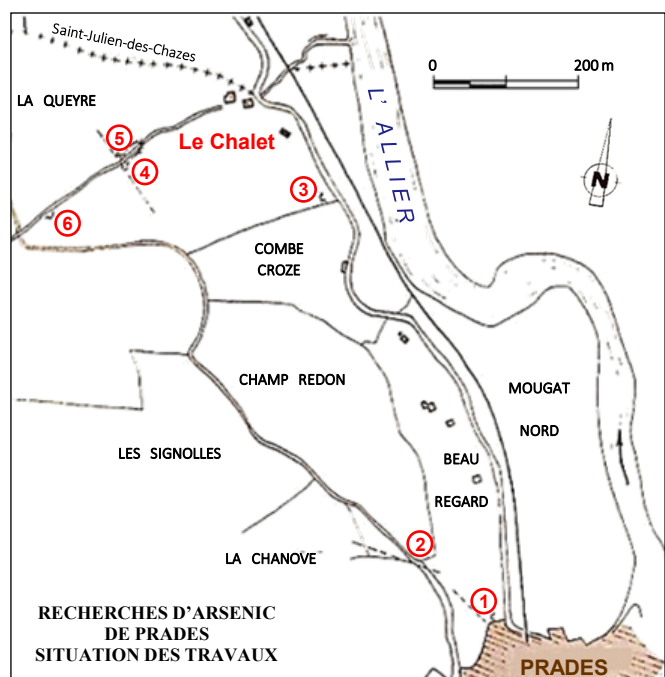 Saint-Julien-des-Chazes
0 200 m
LA QUEYRE
L' ALLIER
5
Le Chalet
4
3
N
6
COMBE
CROZE
CHAMP REDON
MOUGAT
NORD
LES SIGNOLLES
BEAU
REGARD
2
LA CHANOVE
1
RECHERCHES D'ARSENIC
DE PRADES
SITUATION DES TRAVAUX
PRADES